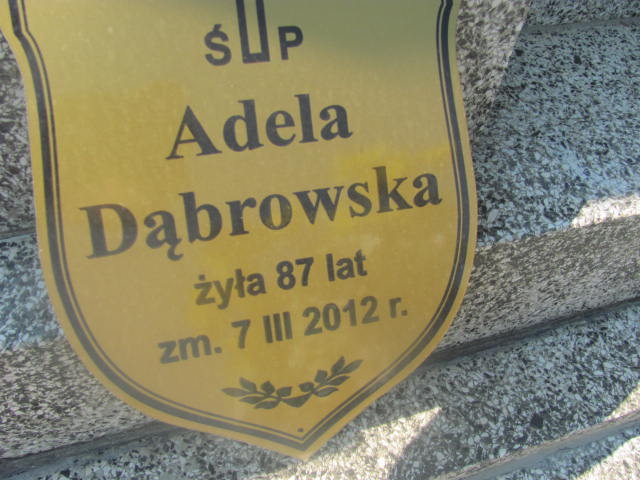 Ś P
Adela
Dąbrowska
żyła 87 lat
zm. 7 III 2012 r.